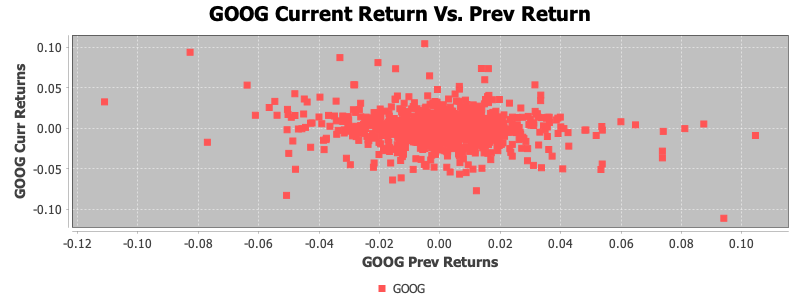 GOOG Current Return Vs. Prev Return
GOOG Curr Returns
0.10
0.05
0.00
-0.05
-0.10
-0.12 -0.10 -0.08 -0.06 -0.04 -0.02 0.00 0.02 0.04 0.06 0.08 0.10
GOOG Prev Returns
GOOG